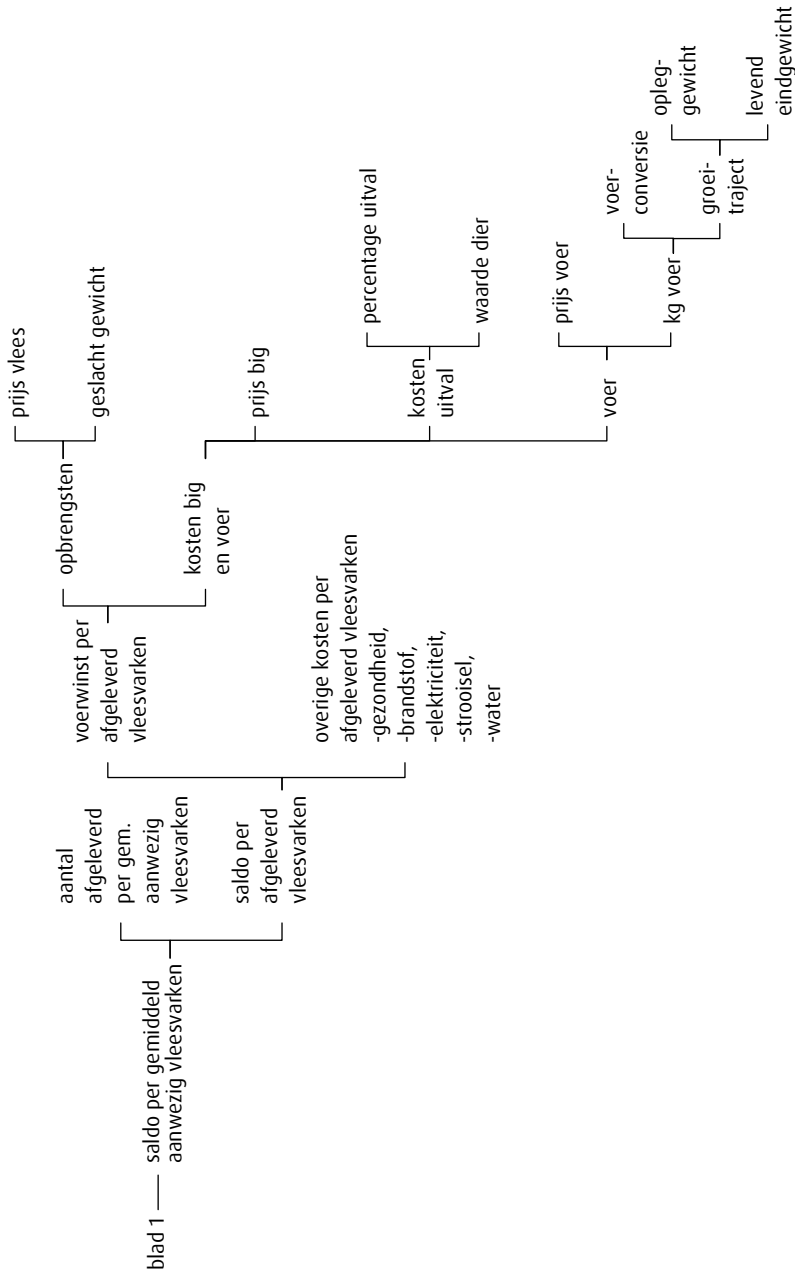 blad 1
saldo per gemiddeld
aanwezig vleesvarken
aantal
afgeleverd
per gem.
aanwezig
vleesvarken
saldo per
afgeleverd
vleesvarken
voerwinst per
afgeleverd
vleesvarken
overige kosten per
afgeleverd vleesvarken
-gezondheid,
-brandstof,
-elektriciteit,
-strooisel,
-water
opbrengsten
kosten big
en voer
prijs vlees
geslacht gewicht
prijs big
kosten
uitval
voer
percentage uitval
waarde dier
prijs voer
kg voer
voer-
conversie
groei-
traject
opleg-
gewicht
levend
eindgewicht